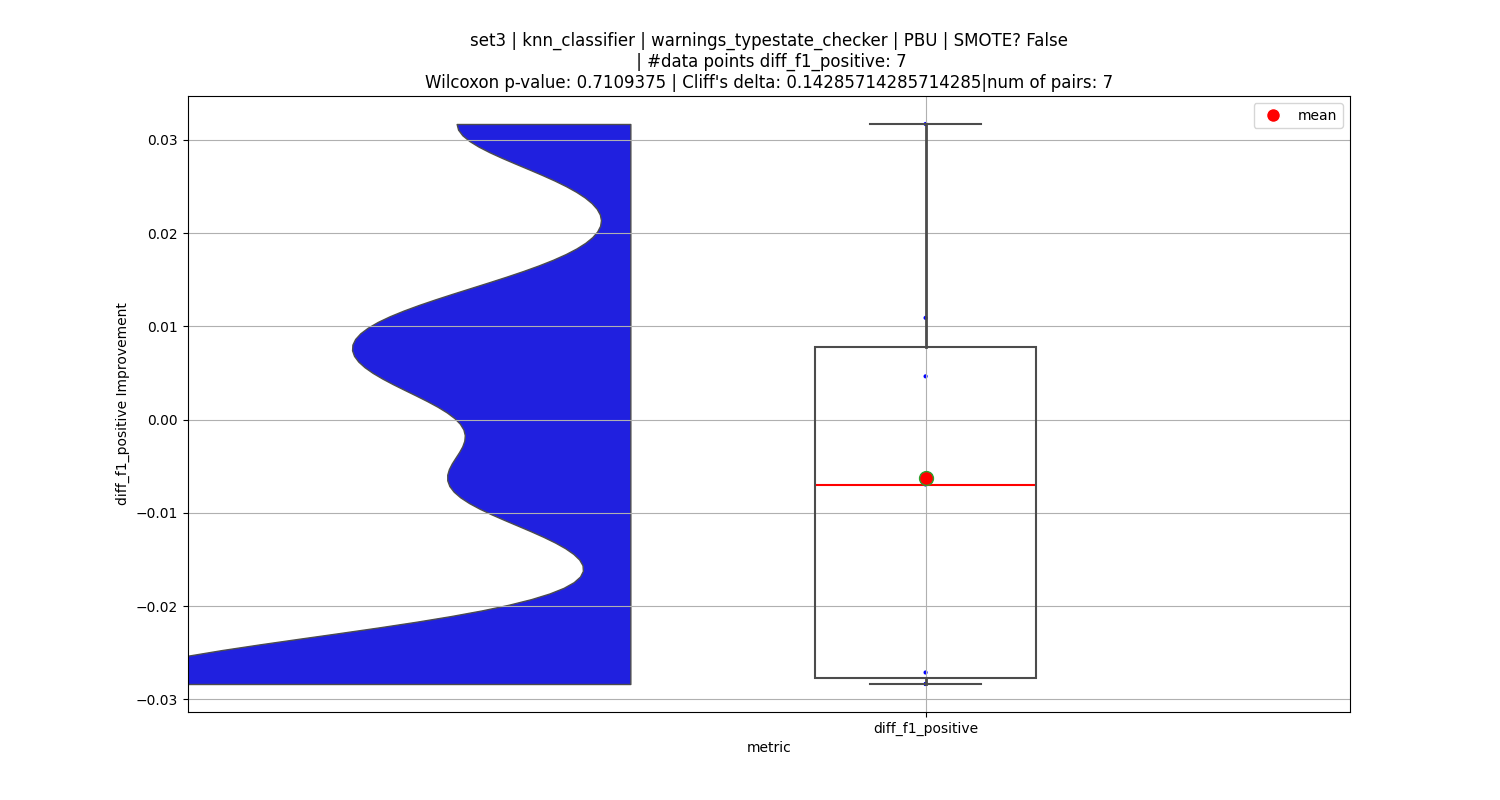 set3 | knn_classifier | warnings_typestate_checker | PBU | SMOTE? False
| #data points diff_f1_positive: 7
Wilcoxon p-value: 0.7109375 | Cliff's delta: 0.14285714285714285|num of pairs: 7
mean
0.03
0.02
0.01
0.00
−0.01
−0.02
−0.03
diff_f1_positive Improvement
diff_f1_positive
metric